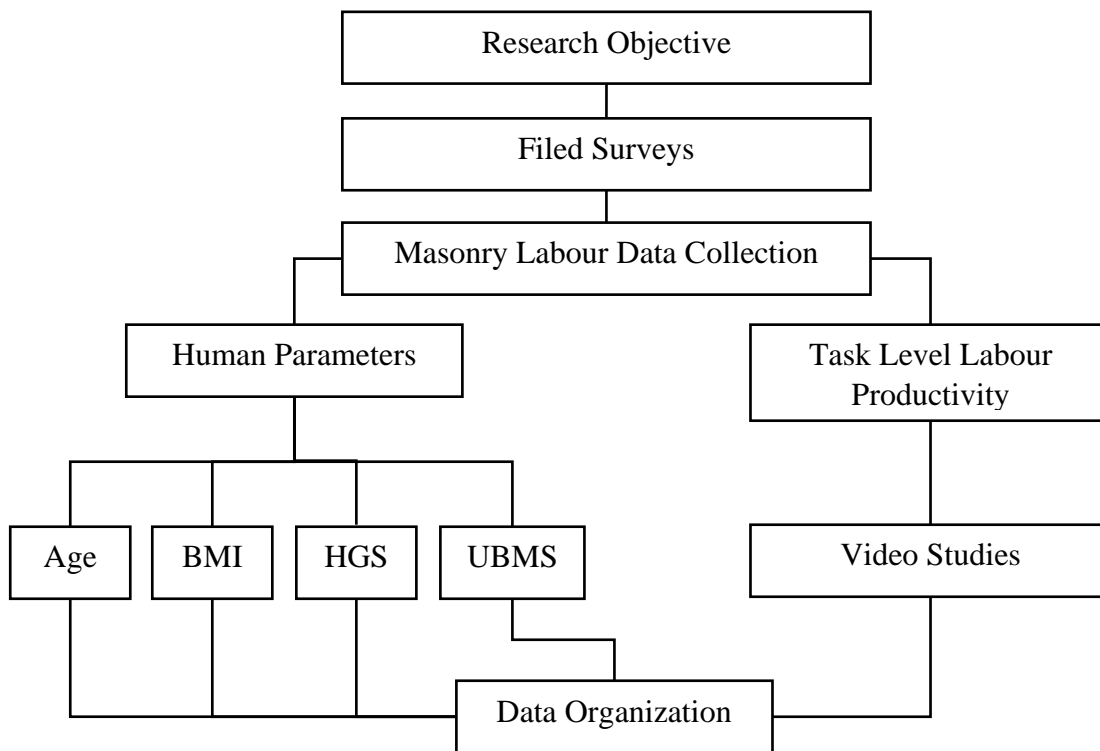 Research Objective
Filed Surveys
Masonry Labour Data Collection
Human Parameters
Task Level Labour
Productivity
Age
BMI
HGS
UBMS
Video Studies
Data Organization